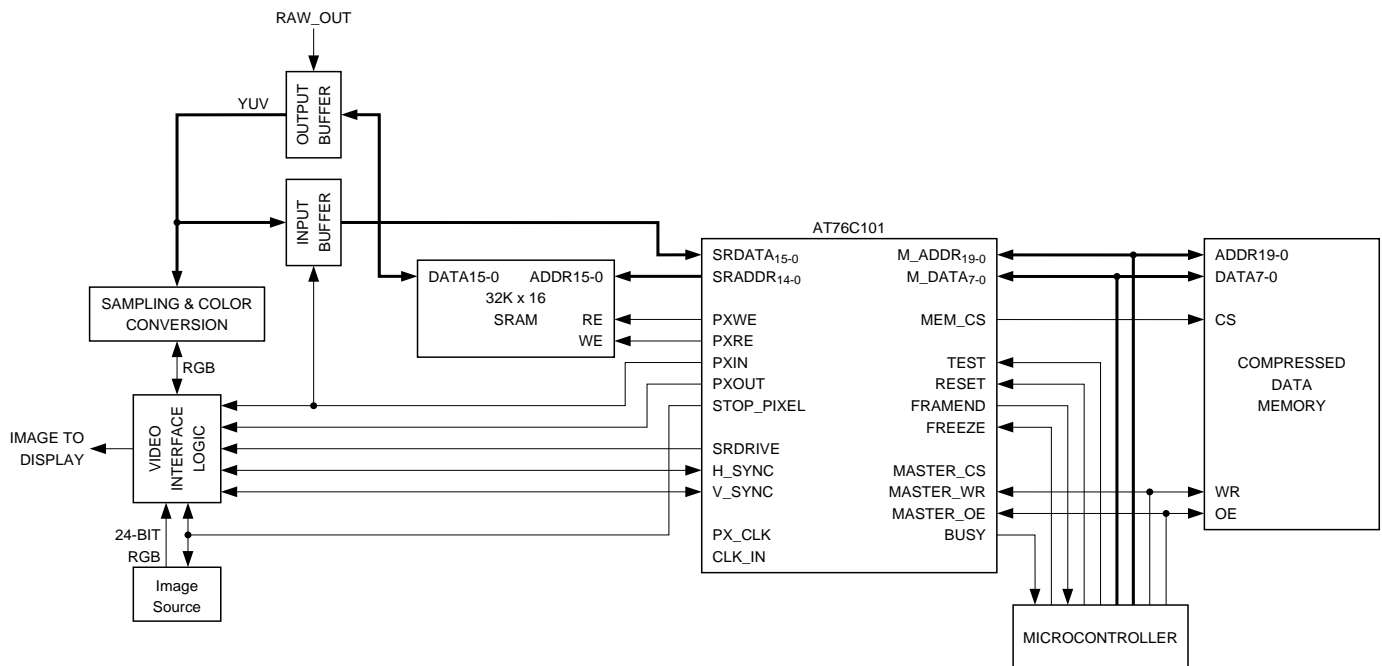 RAW_OUT
YUV
OUTPUT
BUFFER
INPUT
BUFFER
SAMPLING & COLOR
CONVERSION
RGB
IMAGE TO
DISPLAY
VIDEO
INTERFACE
LOGIC
24-BIT
RGB
Image
Source
DATA15-0 ADDR15-0
32K x 16
SRAM
RE
WE
AT76C101
SRDATA15-0 M_ADDR19-0
SRADDR14-0 M_DATA7-0
PXWE MEM_CS
PXRE
PXIN TEST
PXOUT RESET
STOP_PIXEL FRAMEND
FREEZE
SRDRIVE
H_SYNC MASTER_CS
V_SYNC MASTER_WR
MASTER_OE
PX_CLK BUSY
CLK_IN
ADDR19-0
DATA7-0
CS
COMPRESSED
DATA
MEMORY
WR
OE
MICROCONTROLLER